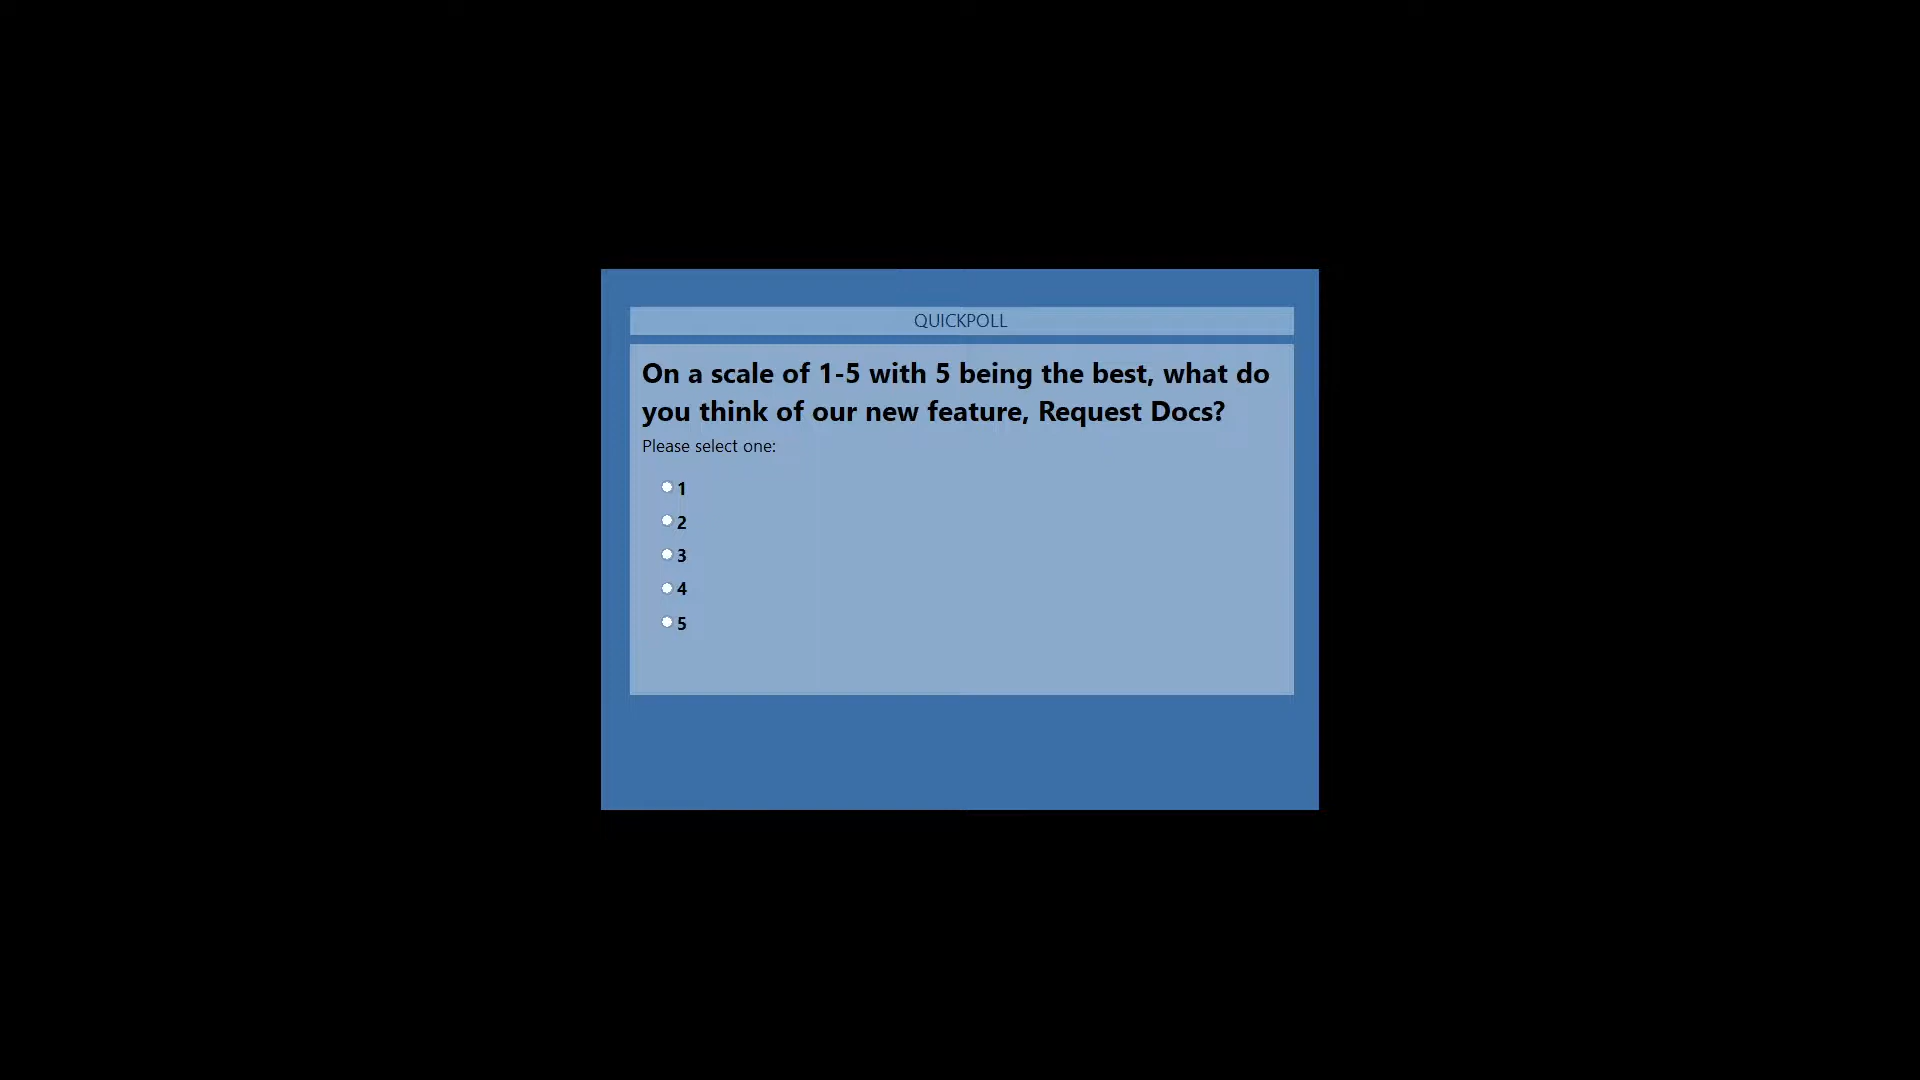 QUICKPOLL
On a scale of 1-5 with 5 being the best, what do
you think of our new feature, Request Docs?
Please select one:
1
2
3
4
5